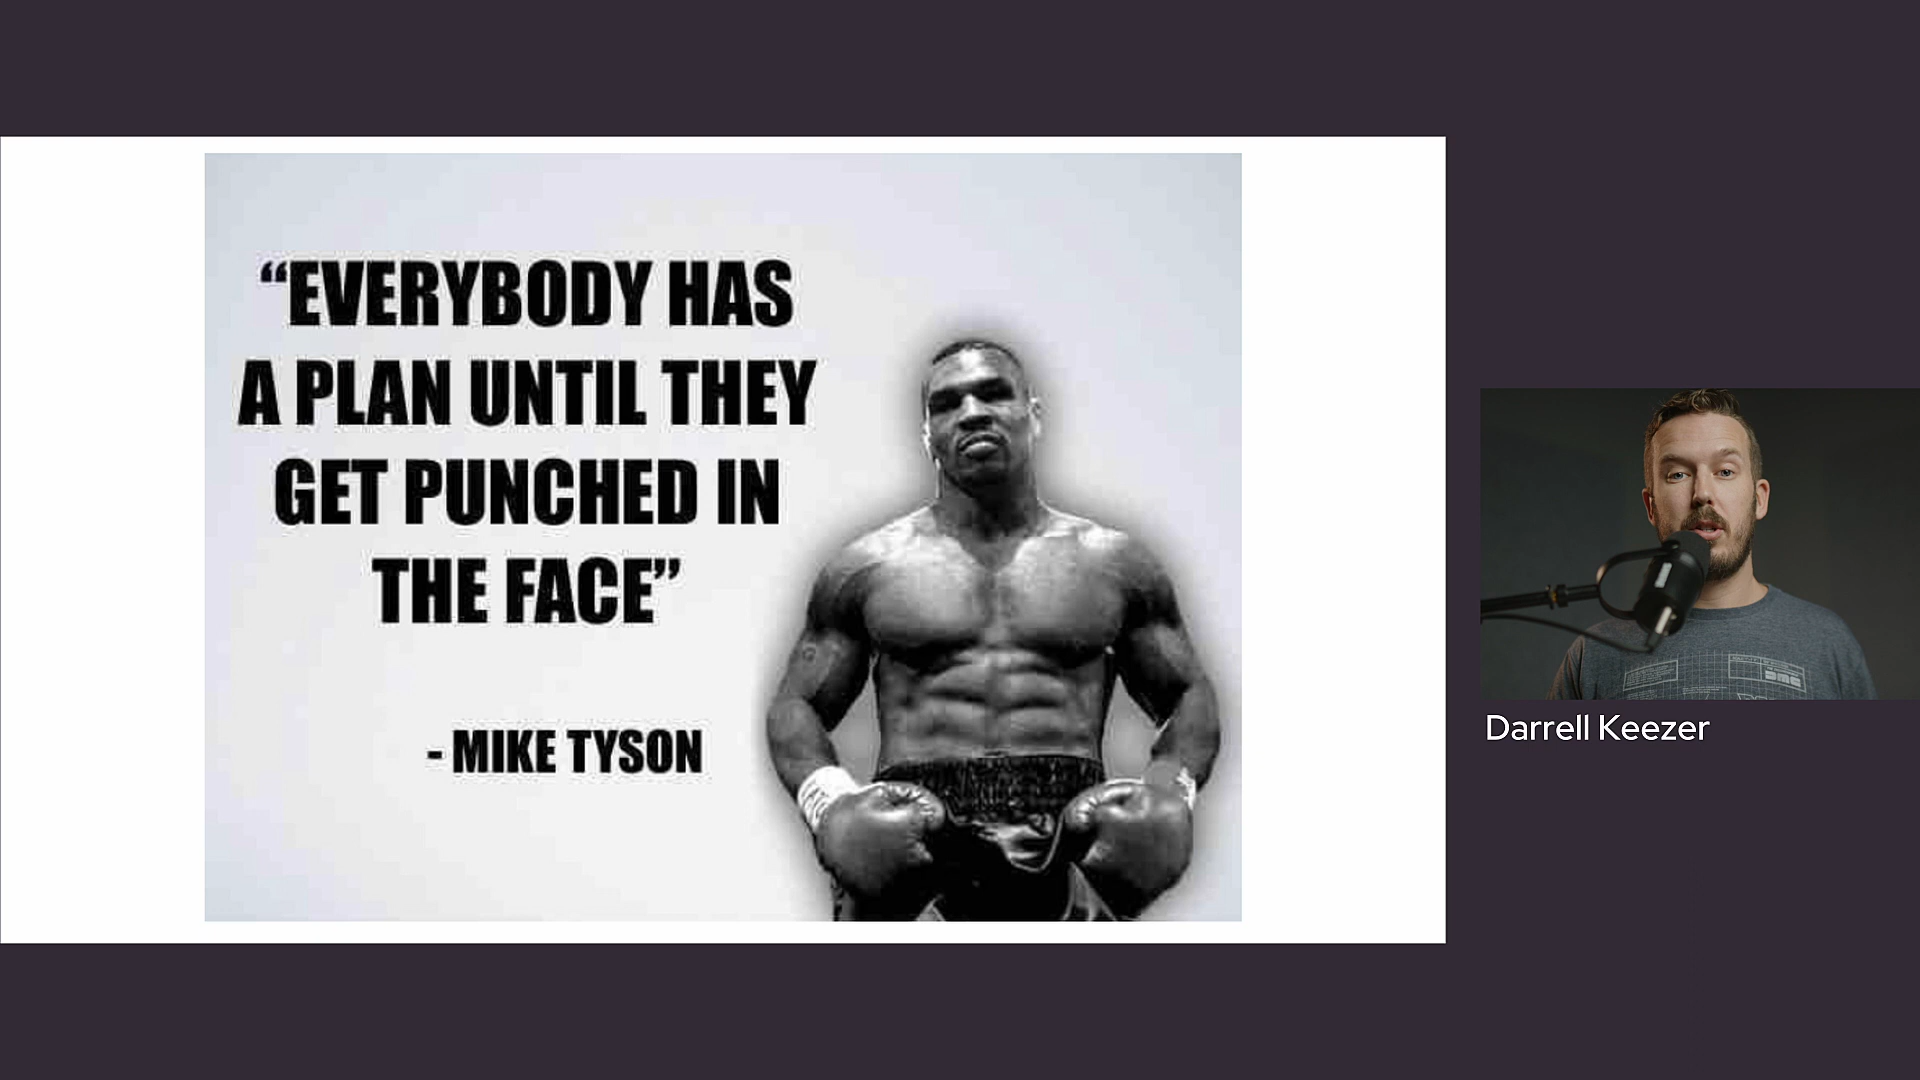 “EVERYBODY HAS
A PLAN UNTIL THEY
GET PUNCHED IN
THE FACE”
- MIKE TYSON
Darrell Keezer